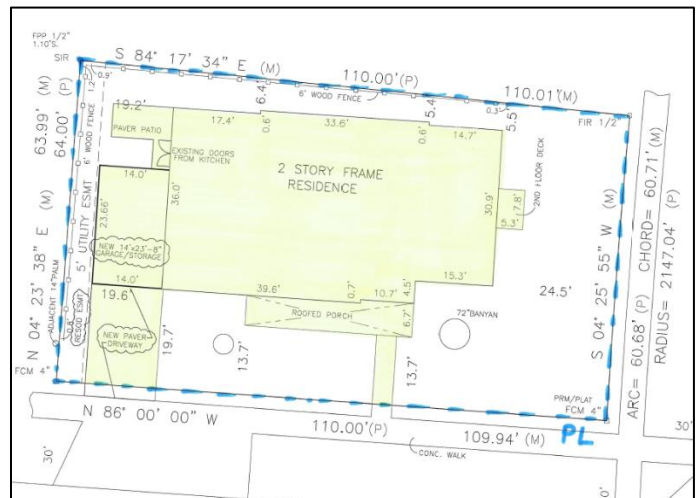 FPP 1/2"
1.10'S.
SIR
S 84° 17' 34" E (M)
110.00'(P)
110.01'(M)
0.9'
1.2'
6' WOOD FENCE
6.4'
5.4
0.3'
5.5'
FIR 1/2"
63.99' (M)
64.00' (P)
6' WOOD FENCE
19.2'
17.4'
0.6'
33.6'
0.6'
14.7'
PAVER PATIO
EXISTING DOORS
FROM KITCHEN
2 STORY FRAME
RESIDENCE
2ND FLOOR DECK
14.0'
36.0'
23.66'
30.9'
7.8'
5.3'
5' UTILITY ESMT
NEW 14'x23'-8"
GARAGE/STORAGE
N 04° 23' 38" E (M)
S 04° 25' 55" W (M)
ARC= 60.68' (P) CHORD= 60.71' (M)
RADIUS= 2147.04' (P)
14.0'
19.6'
39.6'
0.7'
10.7'
4.5'
15.3'
24.5'
ROOFED PORCH
6.7'
72"BANYAN
ADJACENT 14"PALM
0.8'
NEW PAVER
DRIVEWAY
19.7'
13.7'
13.7'
FCM 4"
PRM/PLAT
FCM 4"
N 86° 00' 00" W
110.00'(P)
109.94' (M)
PL
CONC. WALK
30'
30'